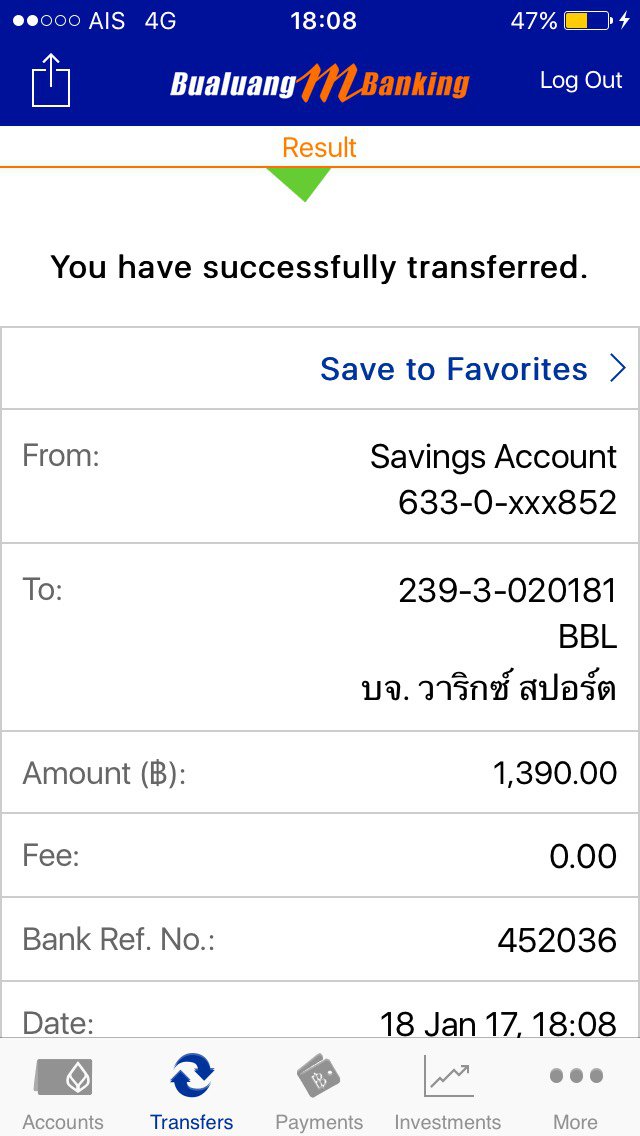 AIS 4G 18:08 47%
Bualuang mBanking Log Out
Result
You have successfully transferred.
Save to Favorites >
From: Savings Account
633-0-xxx852
To: 239-3-020181
BBL
บจ. วาริกซ์ สปอร์ต
Amount (฿): 1,390.00
Fee: 0.00
Bank Ref. No.: 452036
Date: 18 Jan 17, 18:08
Accounts Transfers Payments Investments More